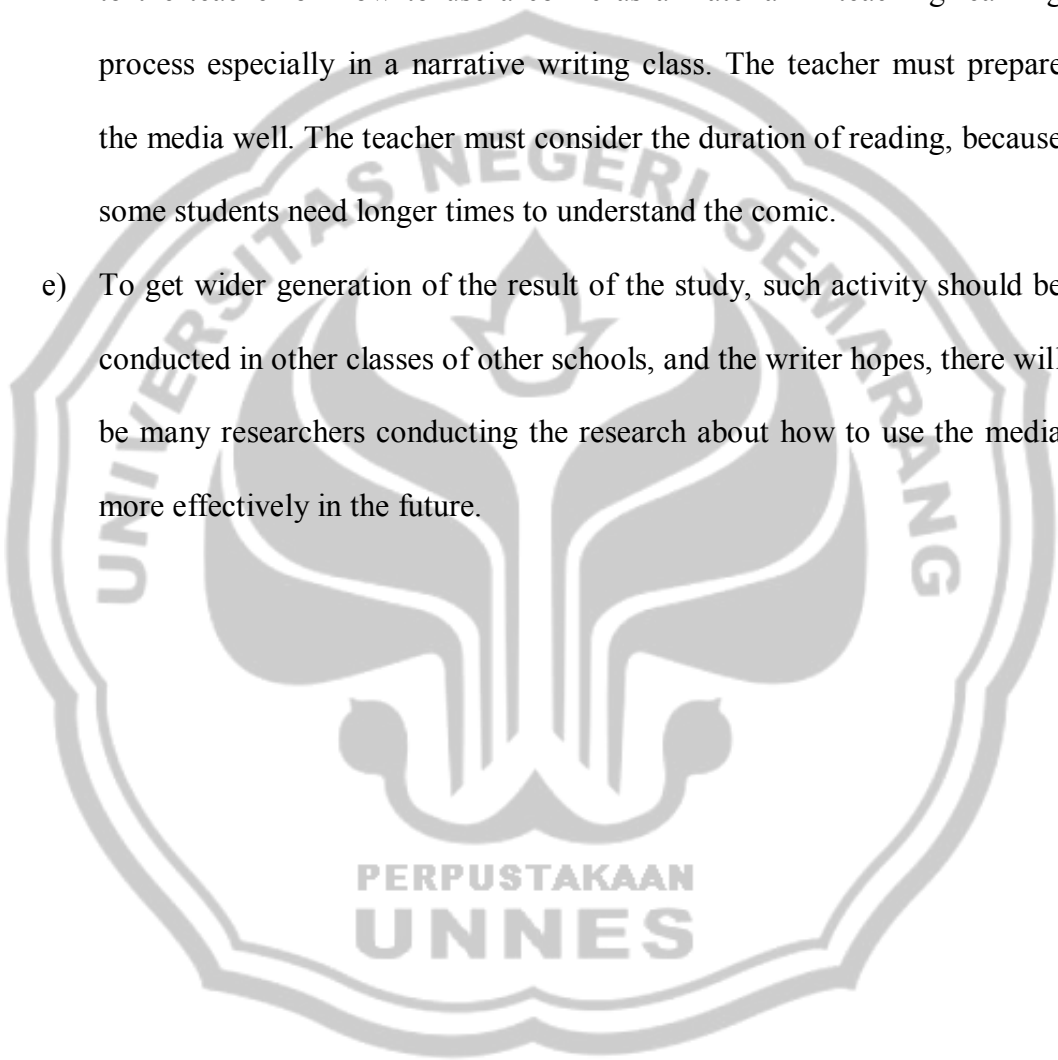 process especially in a narrative writing class. The teacher must prepare
the media well. The teacher must consider the duration of reading, because
some students need longer times to understand the comic.
e) To get wider generation of the result of the study, such activity should be
conducted in other classes of other schools, and the writer hopes, there will
be many researchers conducting the research about how to use the media
more effectively in the future.
UNIVERSITAS NEGERI SEMARANG
PERPUSTAKAAN
UNNES